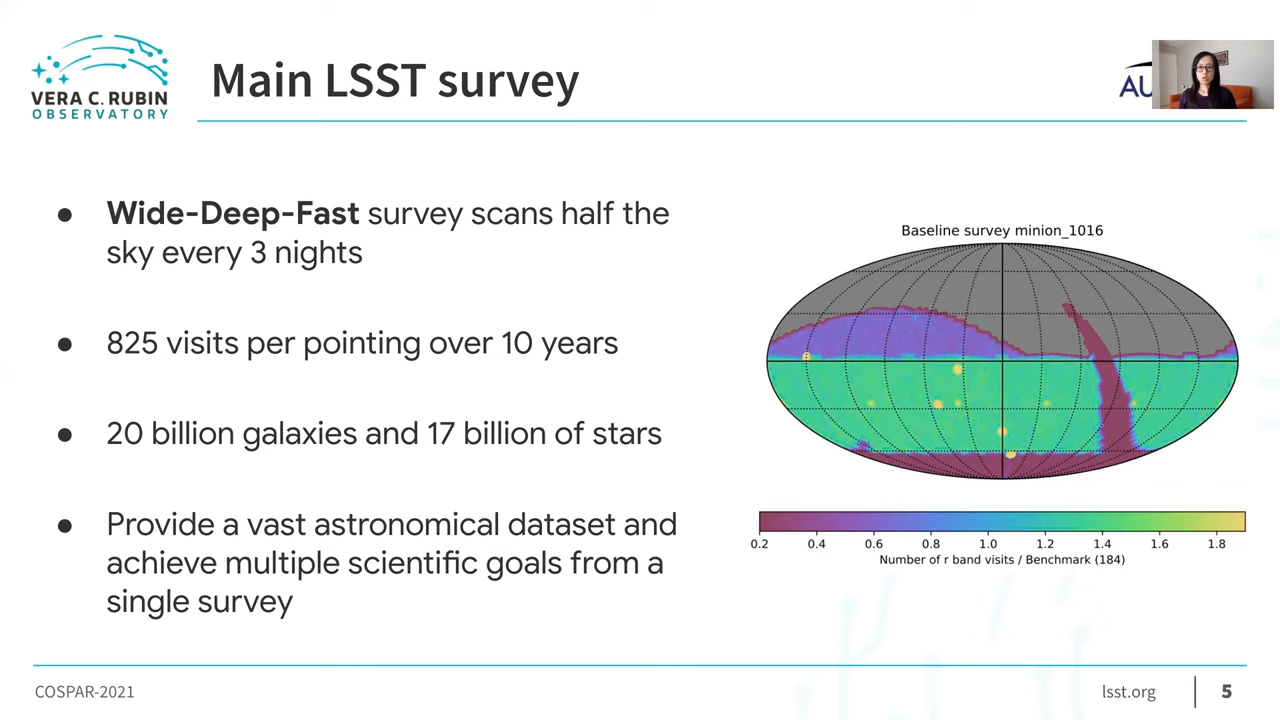 VERA C. RUBIN
OBSERVATORY
Main LSST survey
AU
● Wide-Deep-Fast survey scans half the
sky every 3 nights
● 825 visits per pointing over 10 years
● 20 billion galaxies and 17 billion of stars
● Provide a vast astronomical dataset and
achieve multiple scientific goals from a
single survey
Baseline survey minion_1016
0.2 0.4 0.6 0.8 1.0 1.2 1.4 1.6 1.8
Number of r band visits / Benchmark (184)
COSPAR-2021
lsst.org 5